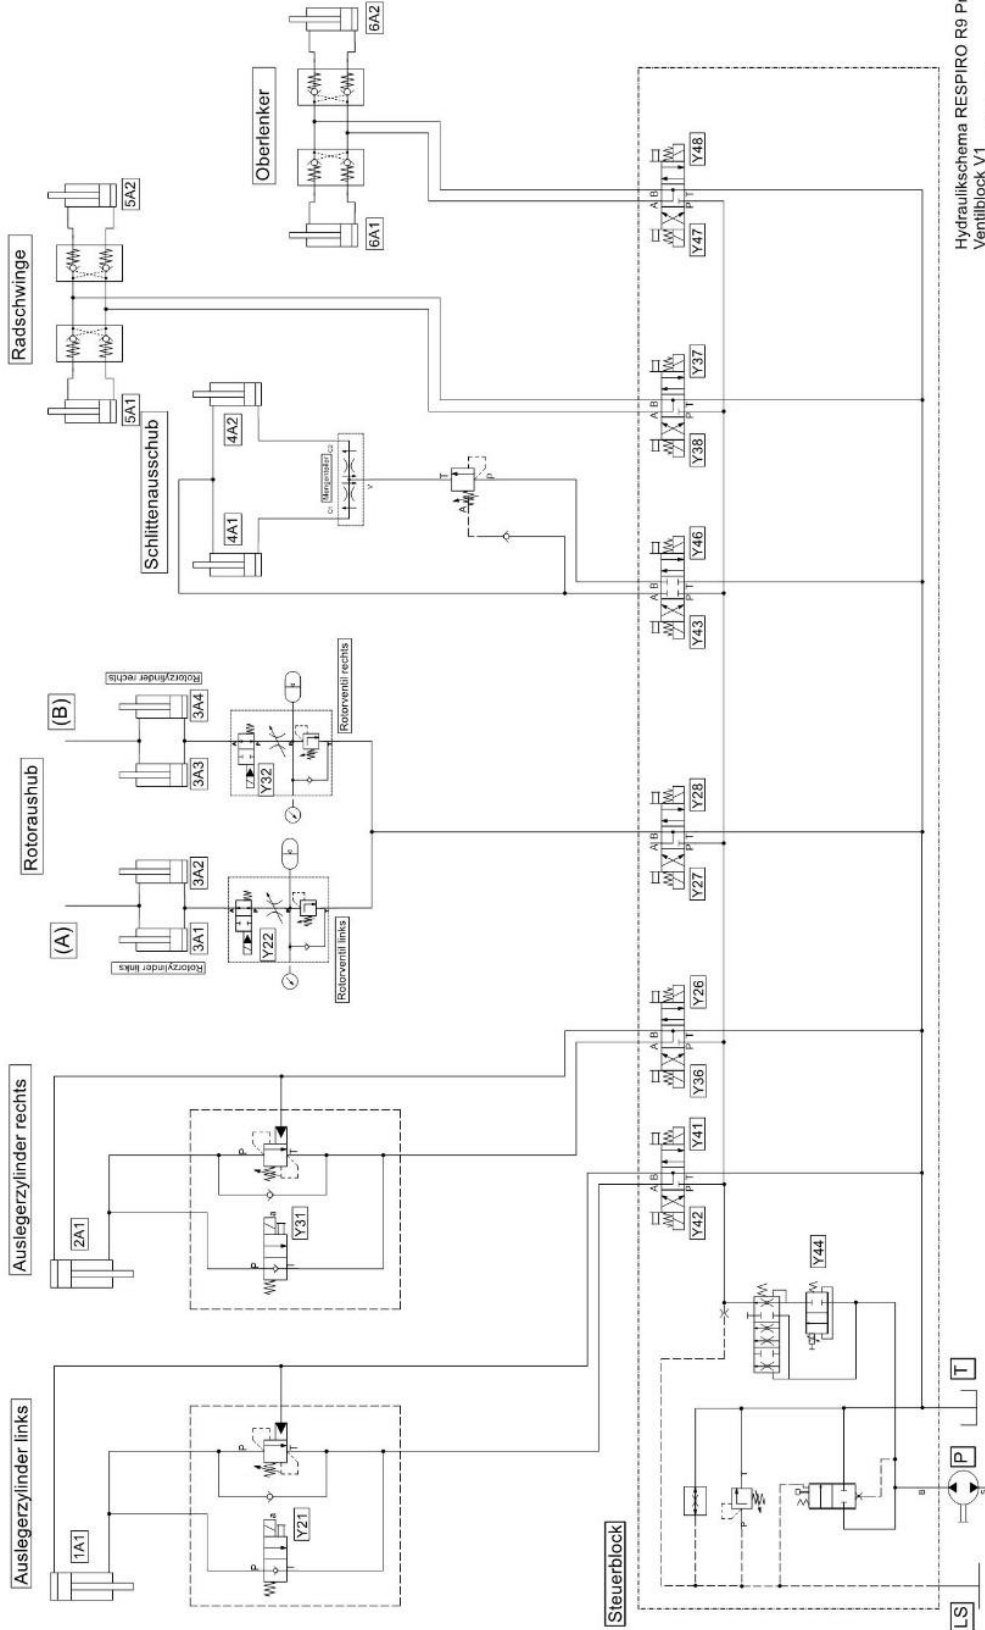 Auslegerzylinder links
1A1
Y21
P
T
P
a
Auslegerzylinder rechts
2A1
Y31
P
T
P
a
Rotoraushub
(A)
(B)
3A1
3A2
Rotorzylinder links
Y22
Rotorventil links
3A3
3A4
Rotorzylinder rechts
Y32
Rotorventil rechts
Schlittenausschub
4A1
4A2
Mengenteiler
C1
C2
V
T
A
P
Radschwinge
5A1
5A2
Oberlenker
6A1
6A2
Steuerblock
Y42
Y41
A B
P T
Y36
Y26
A B
P T
Y27
Y28
A B
P T
Y43
Y46
A B
P T
Y38
Y37
A B
P T
Y47
Y48
A B
P T
Y44
P
T
B
S
LS
P
T
Hydraulikschema RESPIRO R9
Ventilblock V1